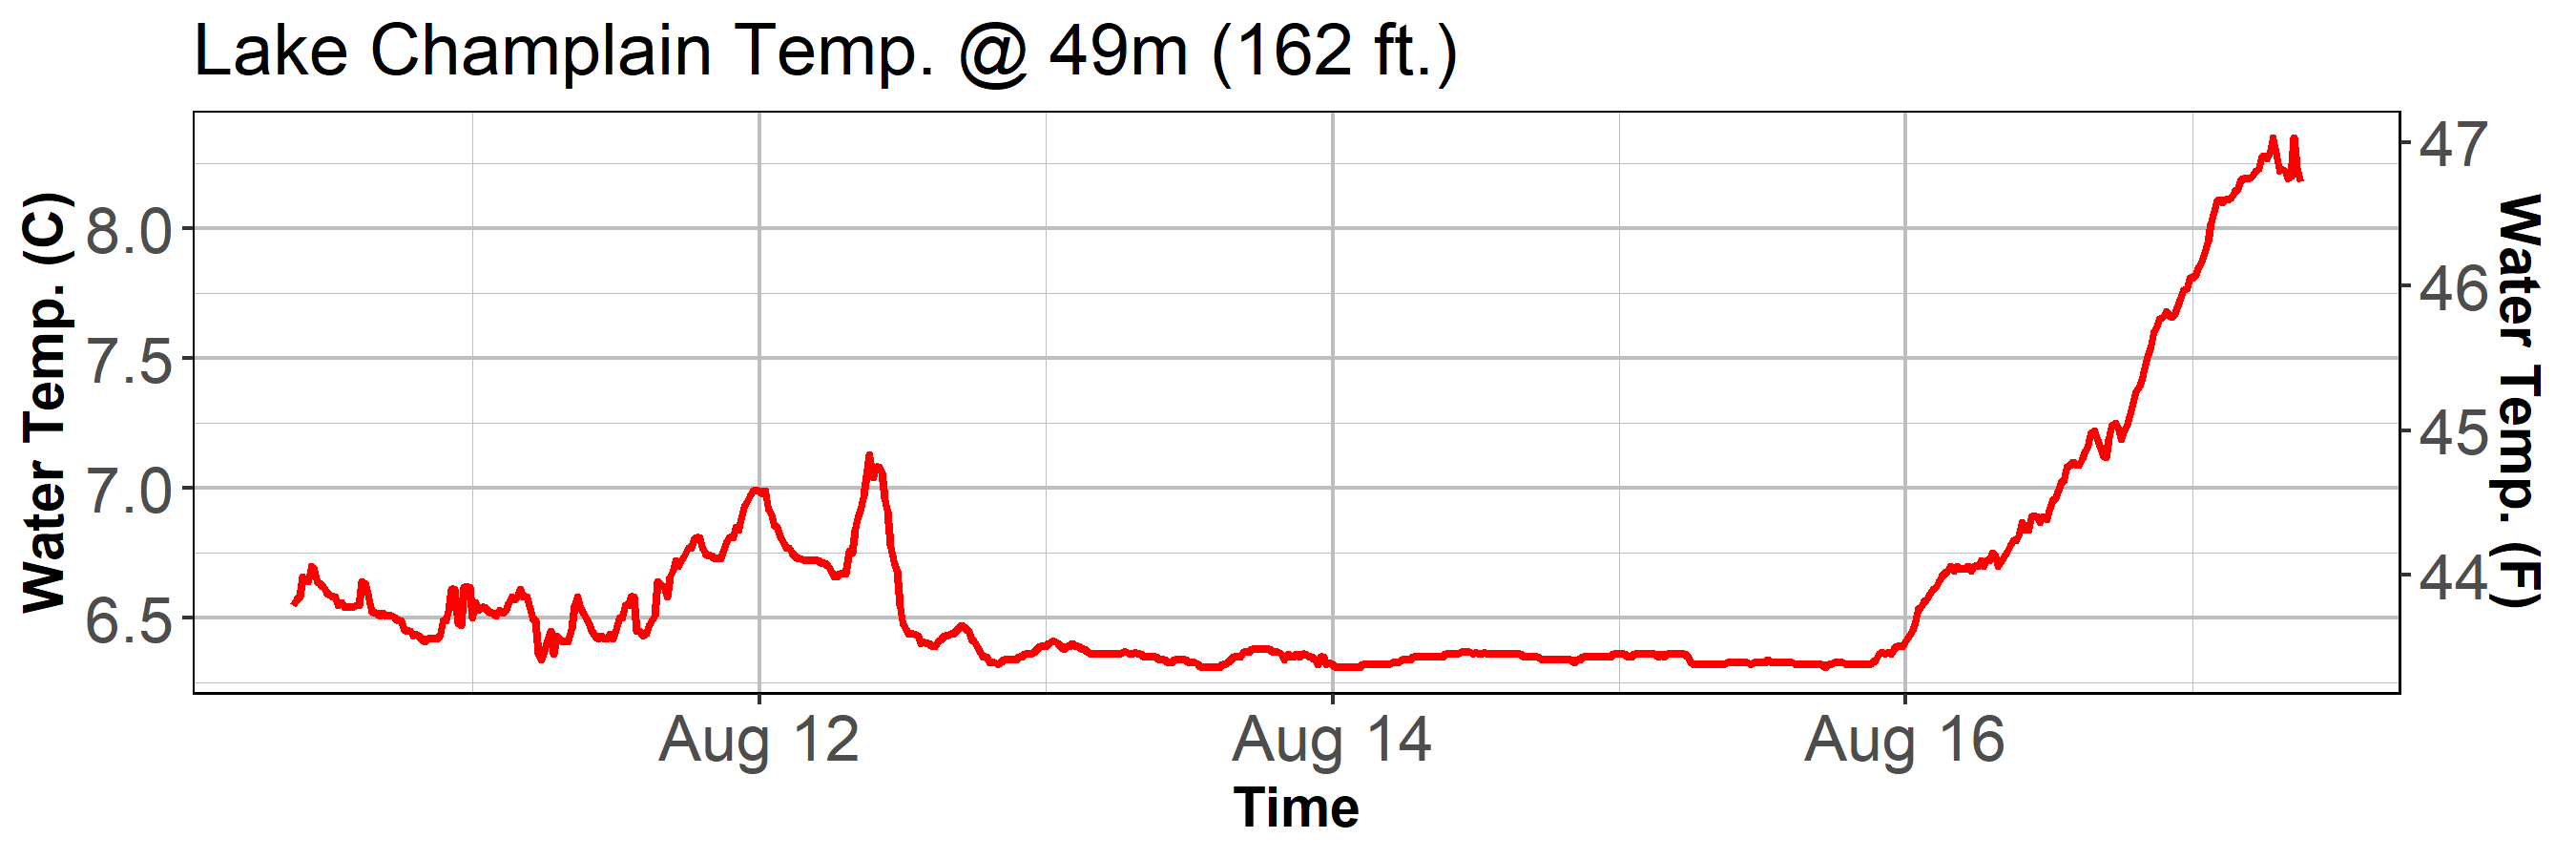 Lake Champlain Temp. @ 49m (162 ft.)
Water Temp. (C)
8.0
7.5
7.0
6.5
47
46
45
44
Water Temp. (F)
Aug 12
Aug 14
Aug 16
Time